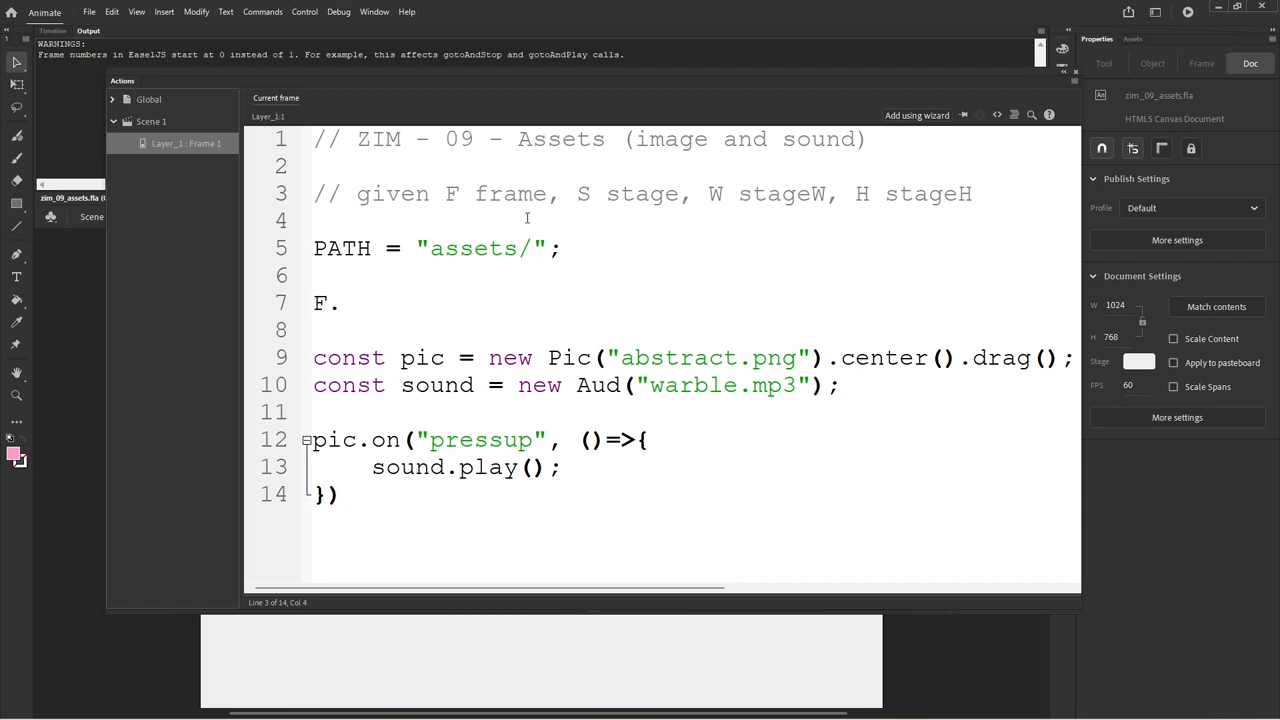 Animate File Edit View Insert Modify Text Commands Control Debug Window Help
Timeline Output
WARNINGS:
Frame numbers in EaselJS start at 0 instead of 1. For example, this affects gotoAndStop and gotoAndPlay calls.
Actions
Global
Scene 1
Layer_1 : Frame 1
Current frame
Layer_1:1
Add using wizard
1 // ZIM - 09 - Assets (image and sound)
2
3 // given F frame, S stage, W stageW, H stageH
4
5 PATH = "assets/";
6
7 F.
8
9 const pic = new Pic("abstract.png").center().drag();
10 const sound = new Aud("warble.mp3");
11
12 pic.on("pressup", ()=>{
13 sound.play();
14 })
Line 3 of 14, Col 4
zim_09_assets.fla (
Scene
Properties Assets
Tool Object Frame Doc
zim_09_assets.fla
HTML5 Canvas Document
Publish Settings
Profile Default
More settings
Document Settings
W 1024 Match contents
H 768 Scale Content
Stage Apply to pasteboard
FPS 60 Scale Spans
More settings